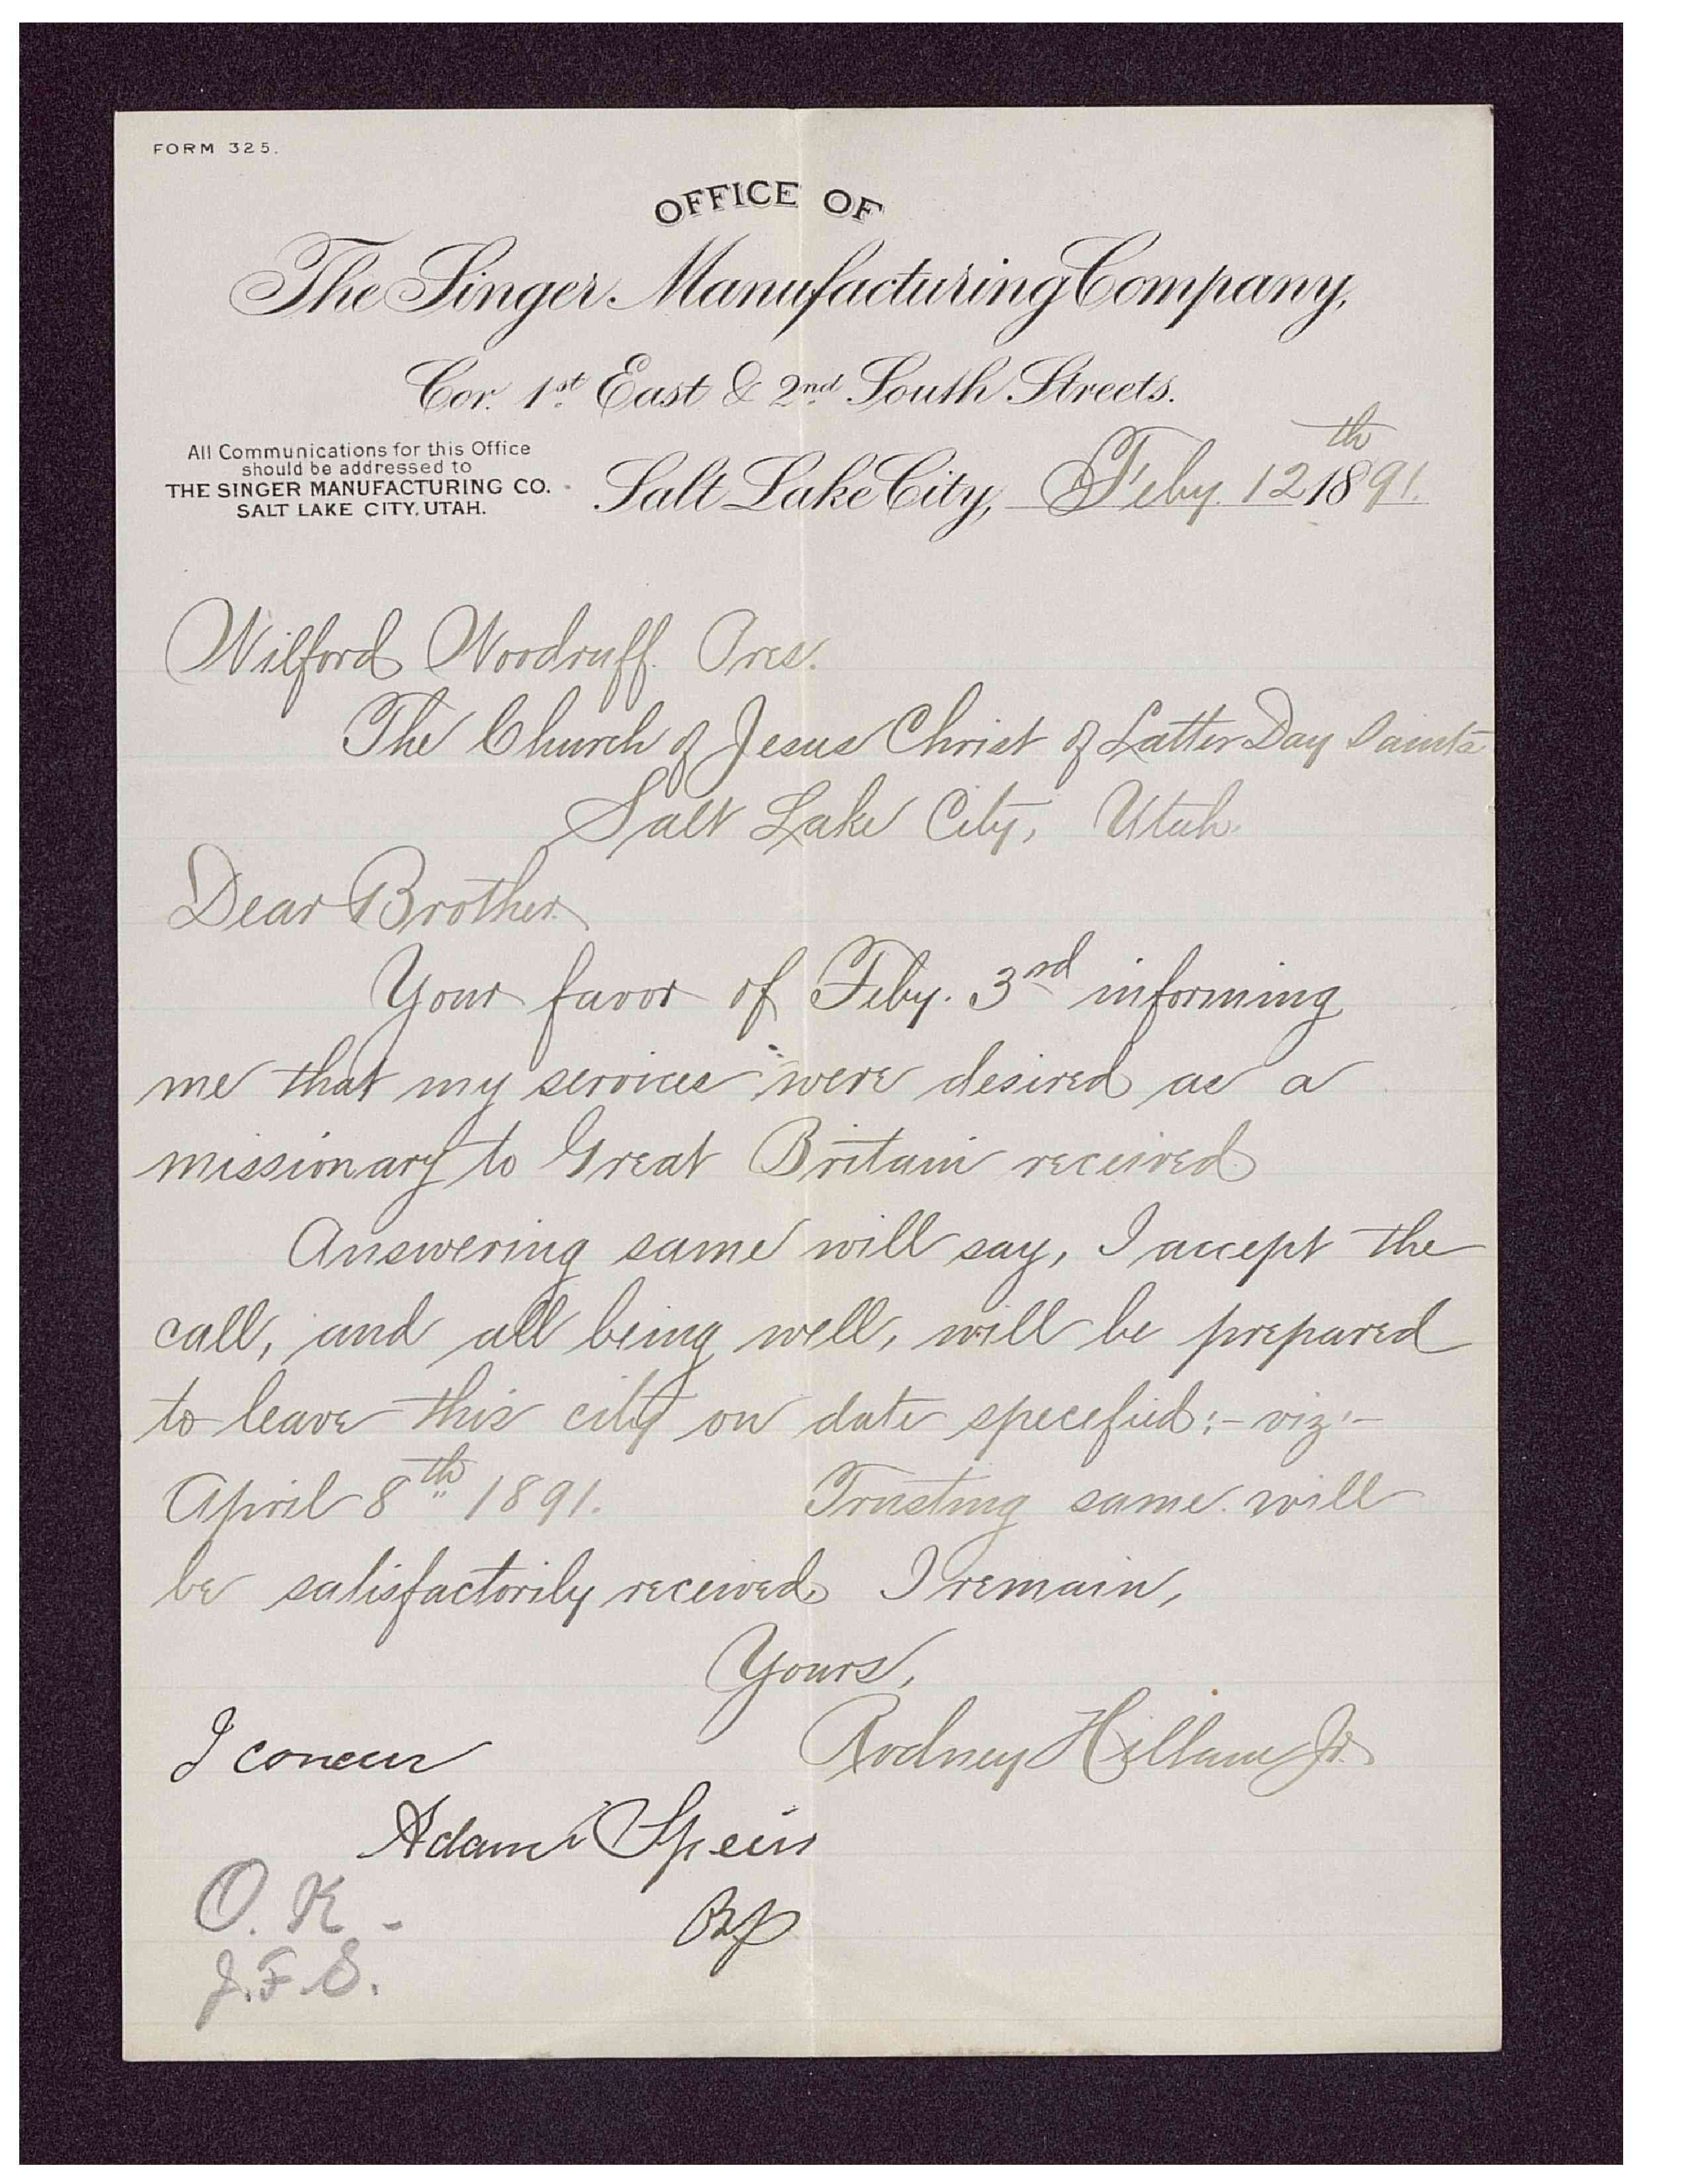 FORM 325.
OFFICE OF
The Singer Manufacturing Company,
Cor. 1st East & 2nd South Streets.
All Communications for this Office
should be addressed to
THE SINGER MANUFACTURING CO.
SALT LAKE CITY, UTAH.
Salt Lake City, Feby. 12th 1891.
Wilford Woodruff. Pres.
The Church of Jesus Christ of Latter Day Saints
Salt Lake City, Utah.
Dear Brother.
Your favor of Feby. 3rd informing
me that my services were desired as a
missionary to Great Britain received
Answering same will say, I accept the
call, and all being well, will be prepared
to leave this city on date specefied:- viz:-
April 8th 1891. Trusting same will
be satisfactorily received, I remain,
Yours,
Rodney Hillam Jr.
I concur
Adam Speirs
Bp
O. K. -
J. F. S.